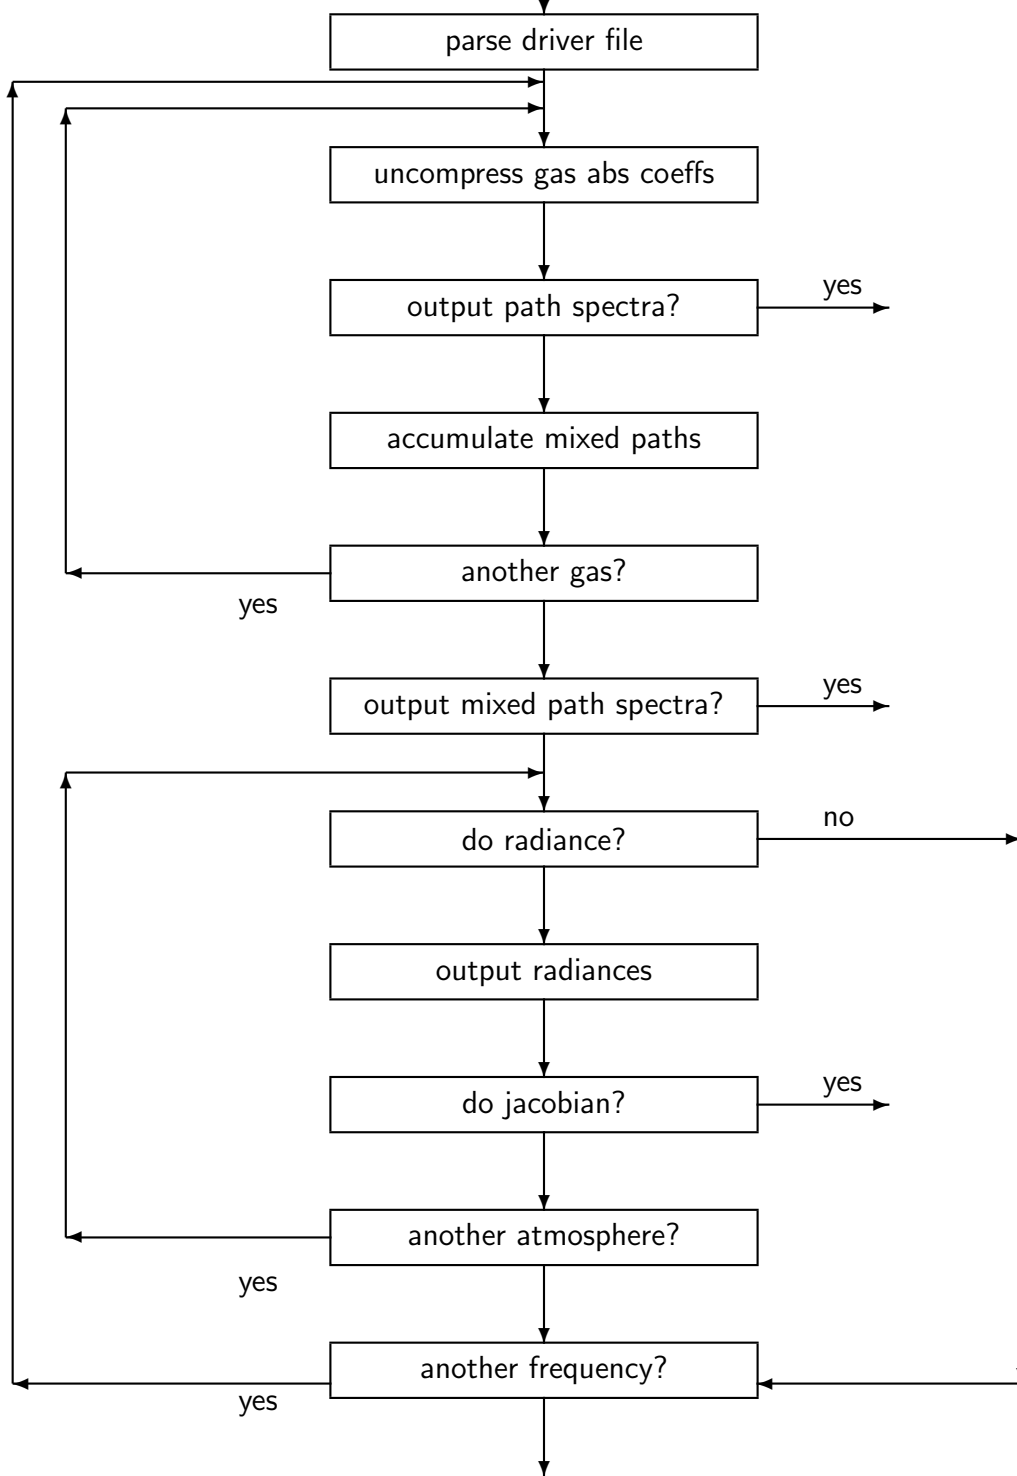 parse driver file
uncompress gas abs coeffs
output path spectra?
yes
accumulate mixed paths
another gas?
yes
output mixed path spectra?
yes
do radiance?
no
output radiances
do jacobian?
yes
another atmosphere?
yes
another frequency?
yes